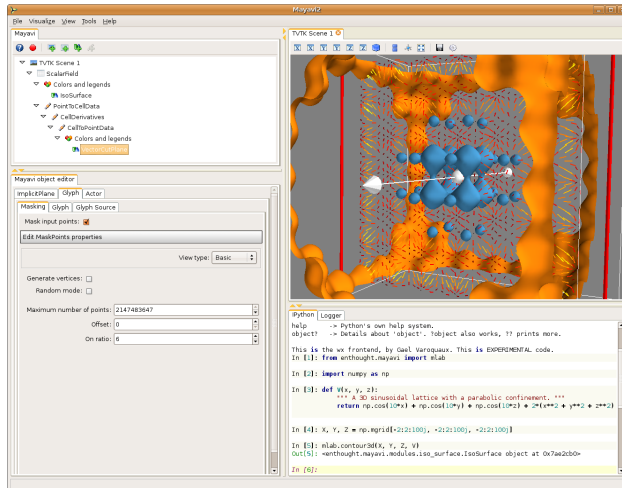 Mayavi2
File Visualize View Tools Help
Mayavi
TVTK Scene 1
ScalarField
Colors and legends
IsoSurface
PointToCellData
CellDerivatives
CellToPointData
Colors and legends
VectorCutPlane
Mayavi object editor
ImplicitPlane Glyph Actor
Masking Glyph Glyph Source
Mask input points:
Edit MaskPoints properties
View type: Basic
Generate vertices:
Random mode:
Maximum number of points: 2147483647
Offset: 0
On ratio: 6
TVTK Scene 1
IPython Logger
help -> Python's own help system.
object? -> Details about 'object'. ?object also works, ?? prints more.
This is the wx frontend, by Gael Varoquaux. This is EXPERIMENTAL code.
In [1]: from enthought.mayavi import mlab
In [2]: import numpy as np
In [3]: def V(x, y, z):
""" A 3D sinusoidal lattice with a parabolic confinement. """
return np.cos(10*x) + np.cos(10*y) + np.cos(10*z) + 2*(x**2 + y**2 + z**2)
In [4]: X, Y, Z = np.mgrid[-2:2:100j, -2:2:100j, -2:2:100j]
In [5]: mlab.contour3d(X, Y, Z, V)
Out[5]: <enthought.mayavi.modules.iso_surface.IsoSurface object at 0x7ae2cb0>
In [6]: